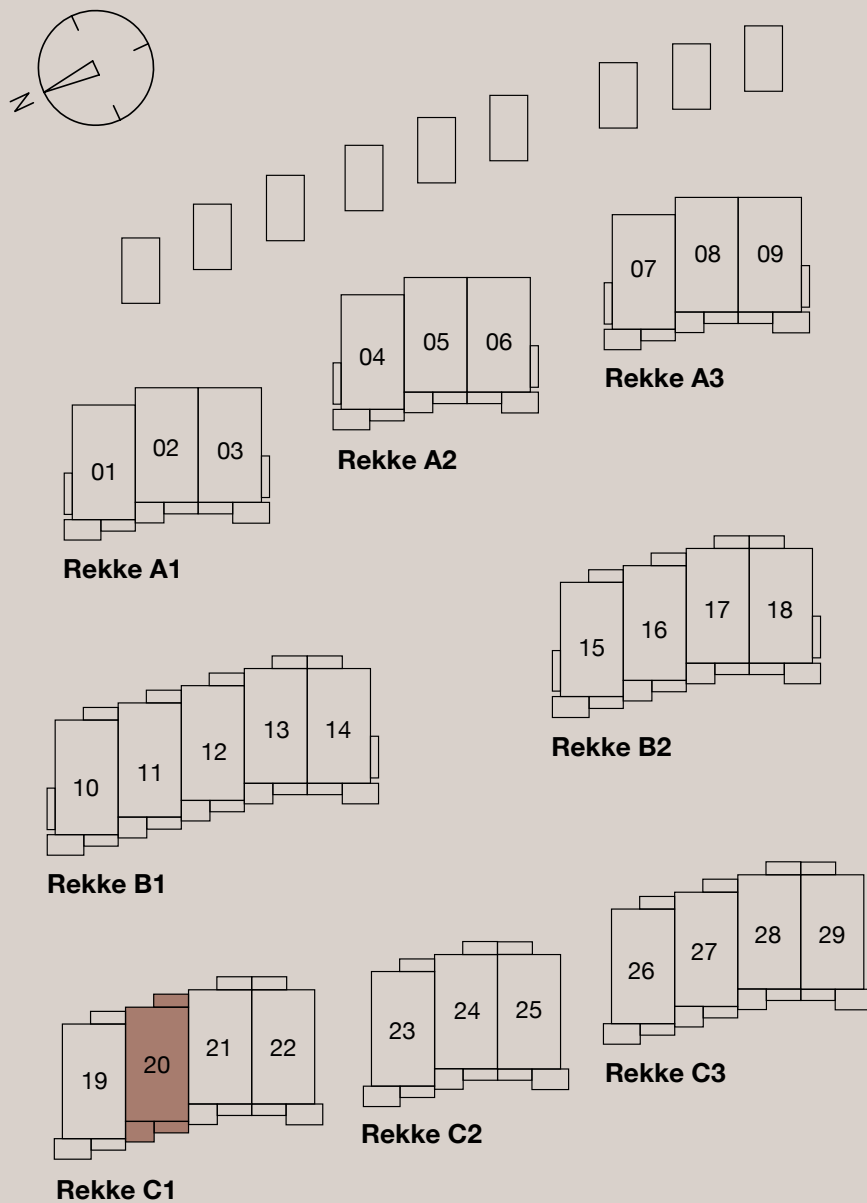 N
07 08 09
Rekke A3
04 05 06
Rekke A2
01 02 03
Rekke A1
15 16 17 18
Rekke B2
10 11 12 13 14
Rekke B1
26 27 28 29
Rekke C3
23 24 25
Rekke C2
19 20 21 22
Rekke C1